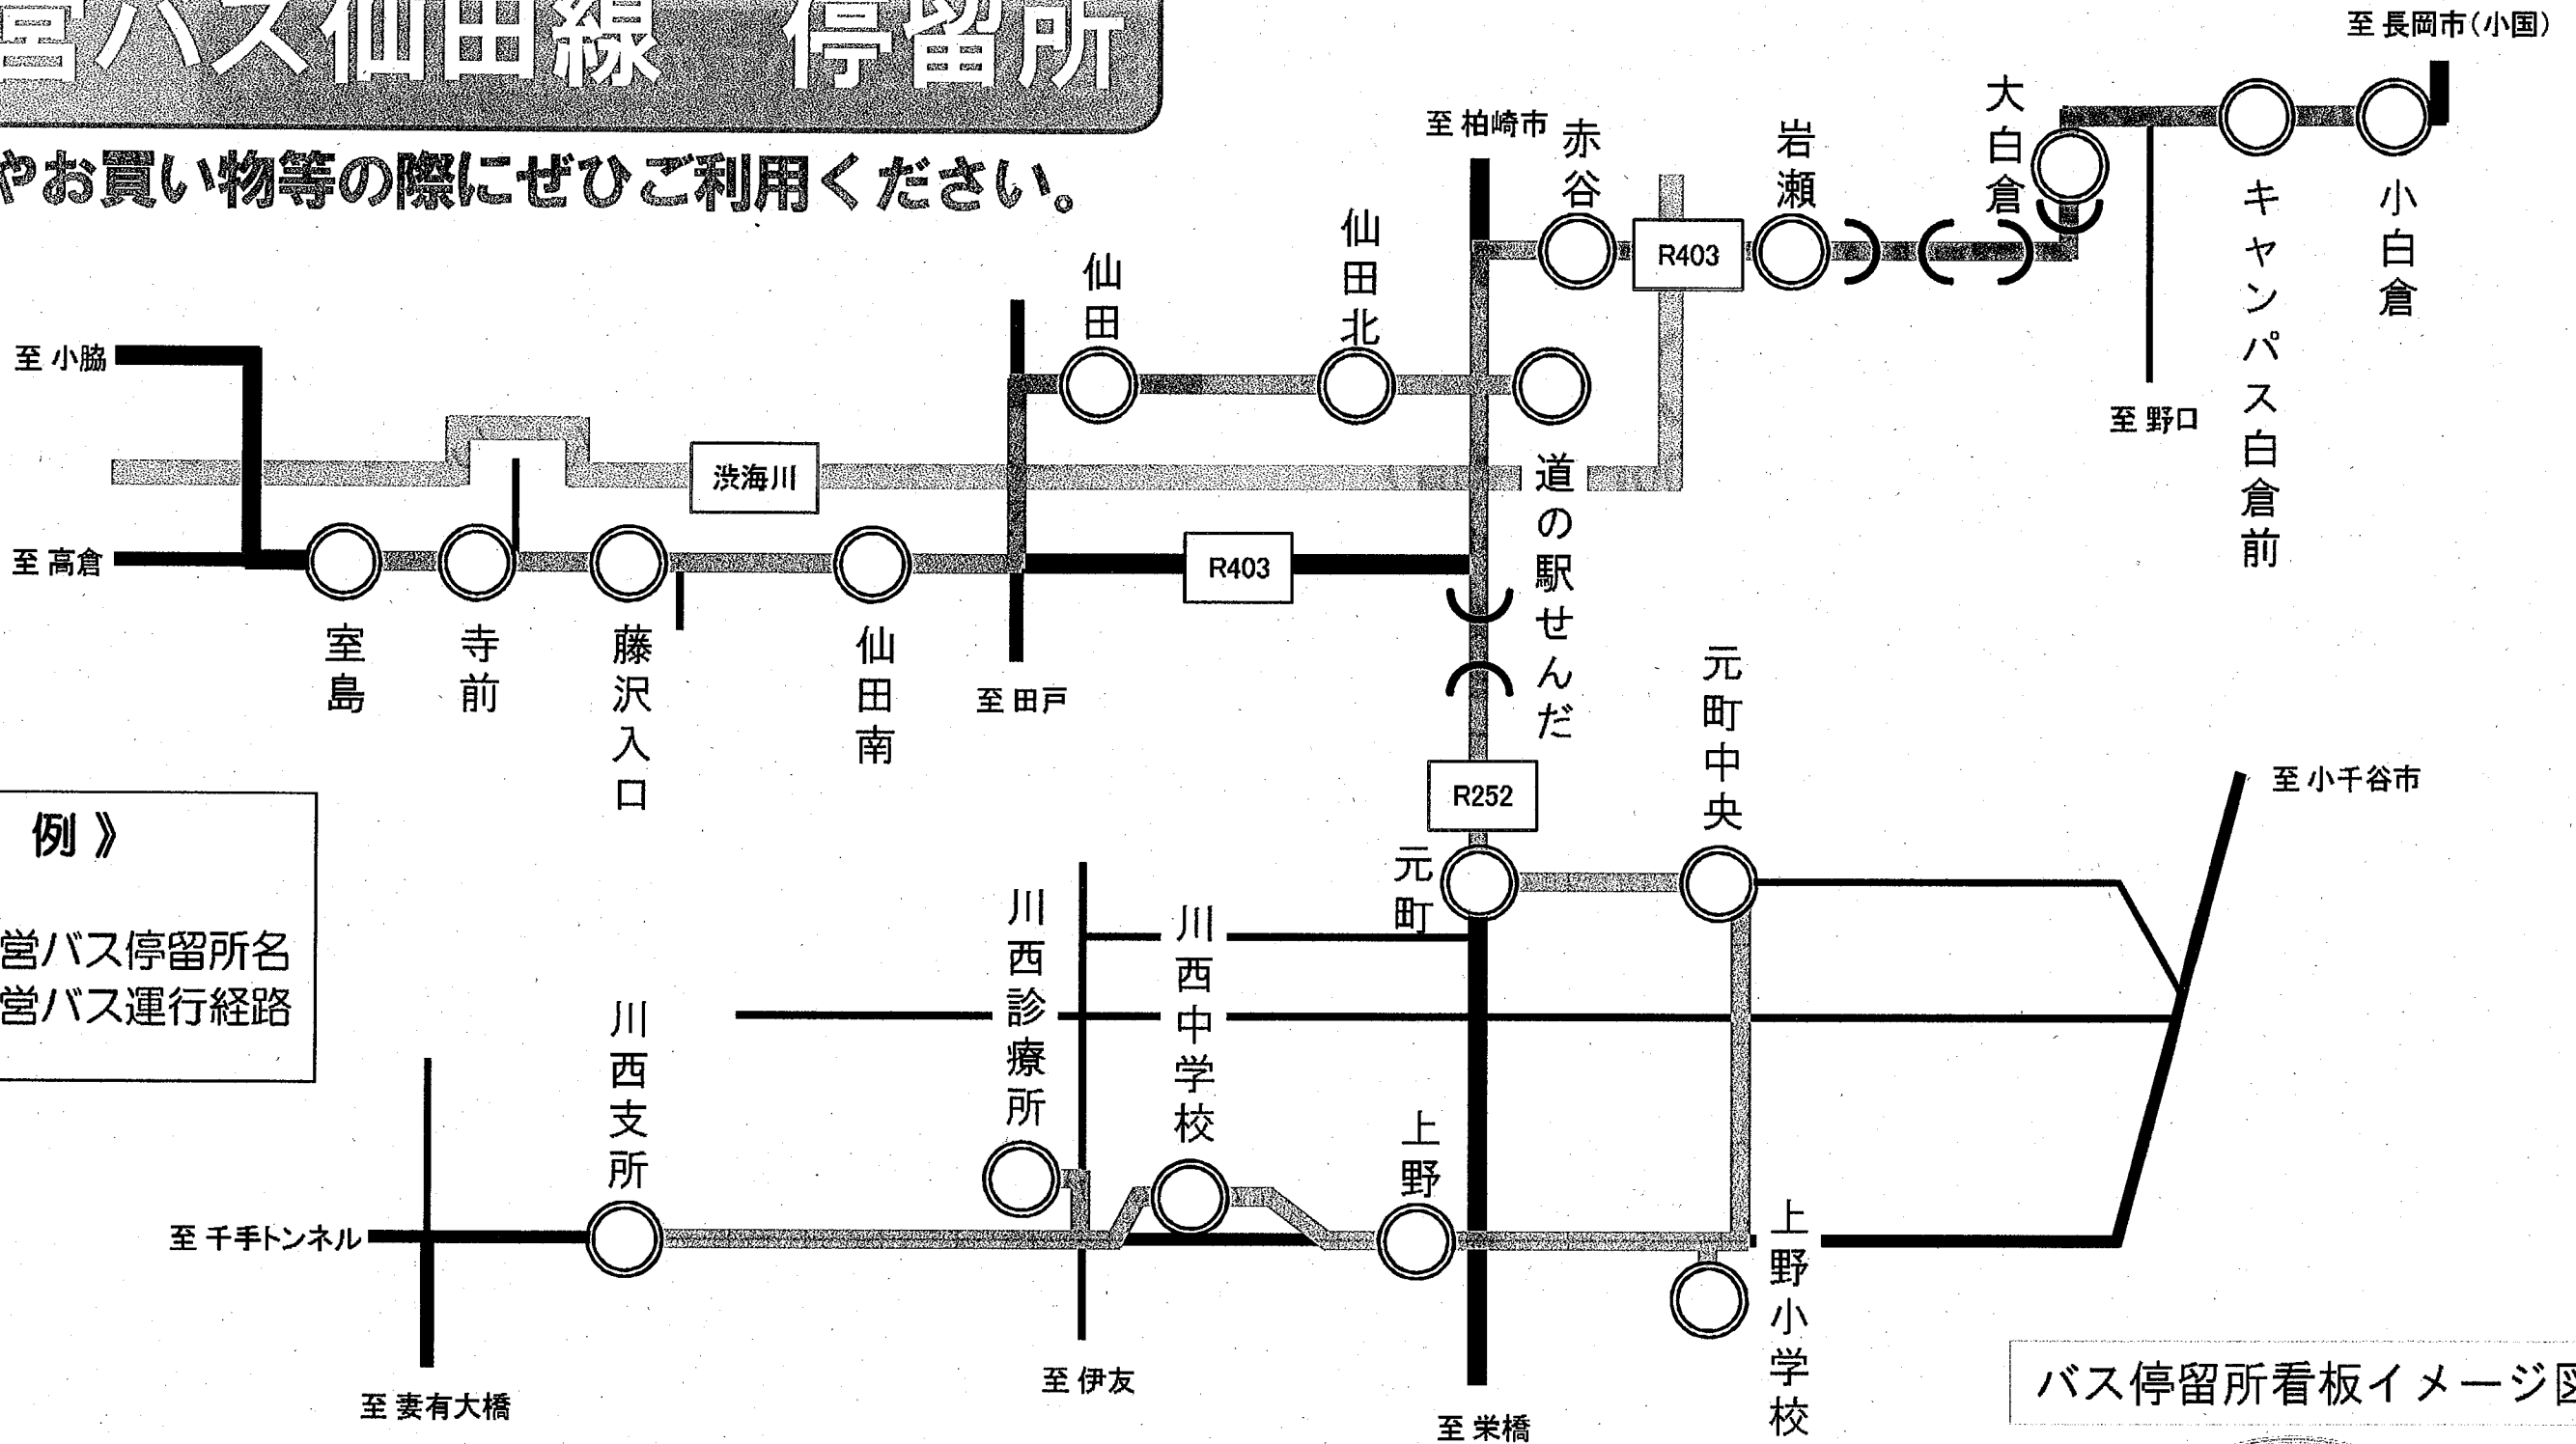 営バス仙田線　停留所
やお買い物等の際にぜひご利用ください。
至 長岡市(小国)
至 柏崎市
赤谷
R403
岩瀬
大白倉
キャンパス白倉前
小白倉
至 野口
仙田
仙田北
道の駅せんだ
至 小脇
渋海川
至 高倉
室島
寺前
藤沢入口
仙田南
至 田戸
R403
R252
元町
元町中央
至 小千谷市
例》
営バス停留所名
営バス運行経路
川西支所
川西診療所
川西中学校
上野
上野小学校
至 千手トンネル
至 妻有大橋
至 伊友
至 栄橋
バス停留所看板イメージ図